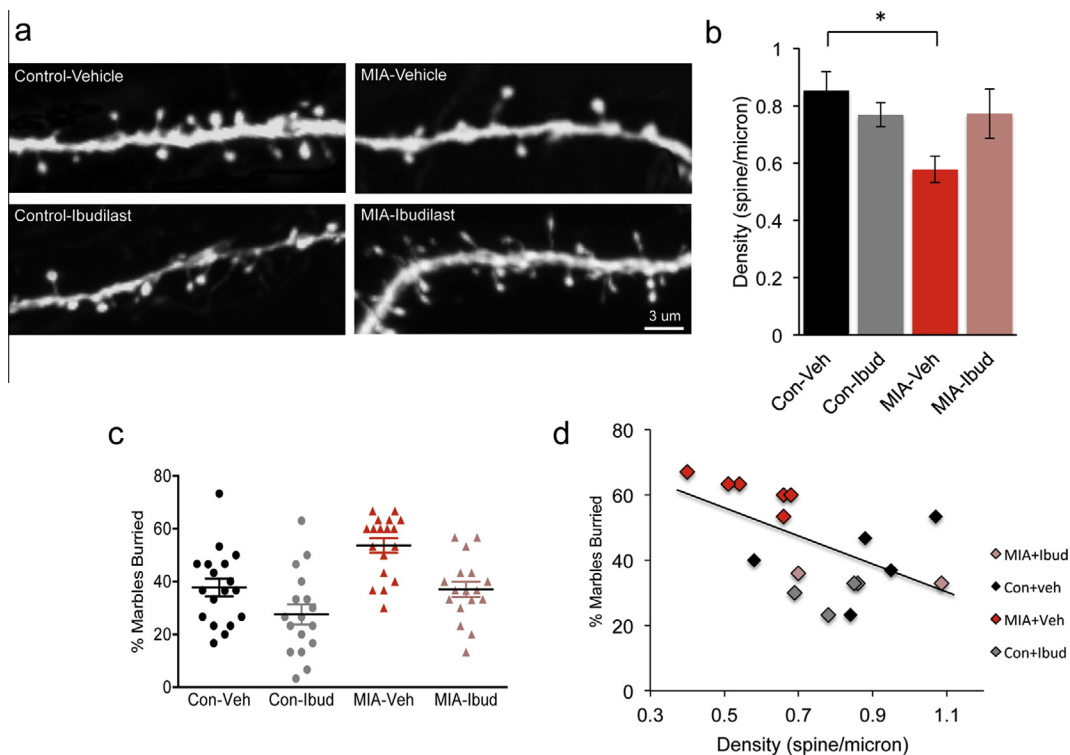 a
Control-Vehicle
MIA-Vehicle
Control-Ibudilast
MIA-Ibudilast
3 um
b
*
Density (spine/micron)
1
0.8
0.6
0.4
0.2
0
Con-Veh
Con-Ibud
MIA-Veh
MIA-Ibud
c
% Marbles Burried
80
60
40
20
0
Con-Veh
Con-Ibud
MIA-Veh
MIA-Ibud
d
% Marbles Burried
80
60
40
20
0
0.3
0.5
0.7
0.9
1.1
Density (spine/micron)
MIA+Ibud
Con+veh
MIA+Veh
Con+Ibud